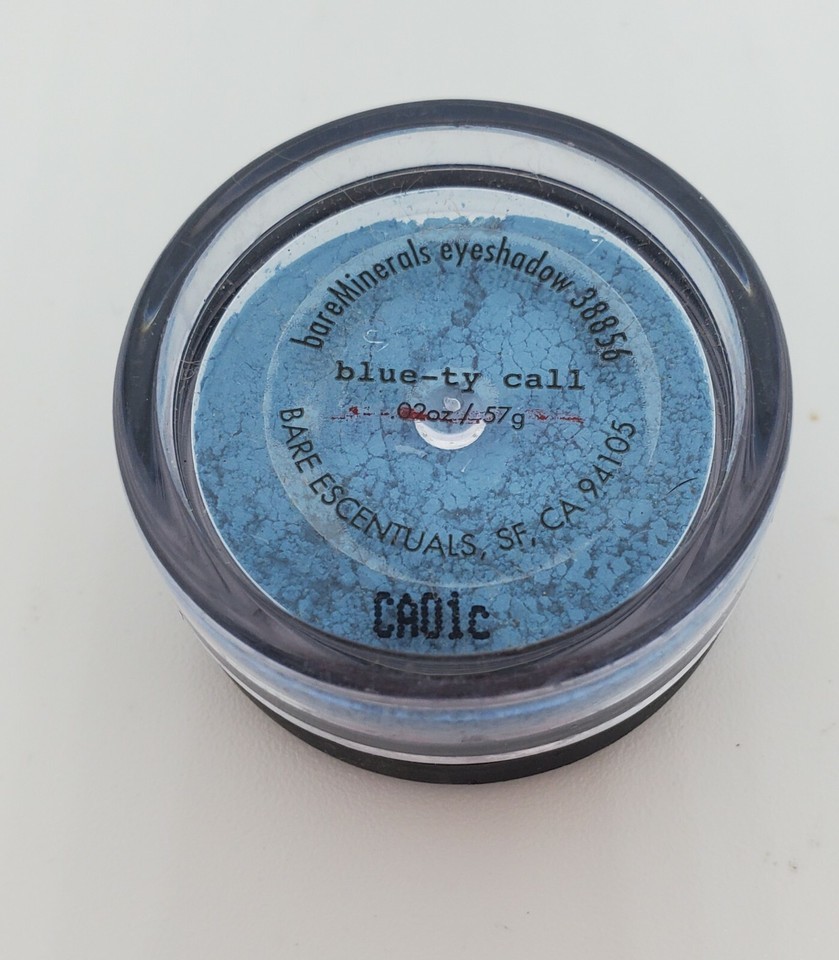 bareMinerals eyeshadow 38856
blue-ty call
.02oz / .57g
BARE ESCENTUALS, SF, CA 94105
CA01c